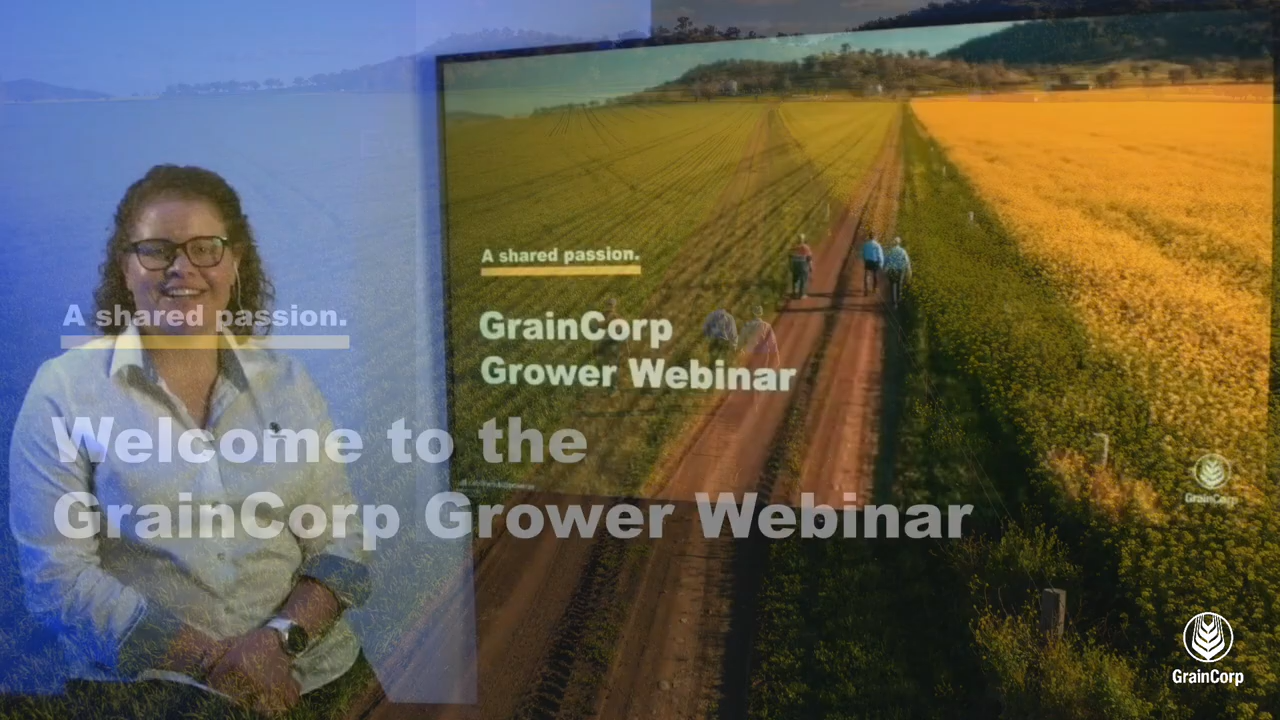 A shared passion.
GrainCorp
Grower Webinar
A shared passion.
Welcome to the
GrainCorp Grower Webinar
GrainCorp
GrainCorp